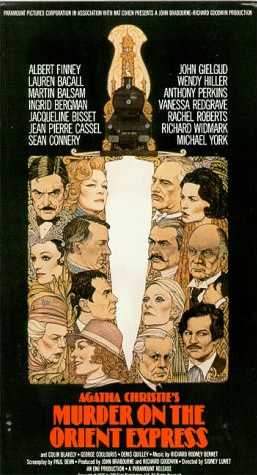 PARAMOUNT PICTURES CORPORATION IN ASSOCIATION WITH NAT COHEN PRESENTS A JOHN BRABOURNE-RICHARD GOODWIN PRODUCTION
ALBERT FINNEY
LAUREN BACALL
MARTIN BALSAM
INGRID BERGMAN
JACQUELINE BISSET
JEAN PIERRE CASSEL
SEAN CONNERY
JOHN GIELGUD
WENDY HILLER
ANTHONY PERKINS
VANESSA REDGRAVE
RACHEL ROBERTS
RICHARD WIDMARK
MICHAEL YORK
AGATHA CHRISTIE'S
MURDER ON THE
ORIENT EXPRESS
and COLIN BLAKELY · GEORGE COULOURIS · DENIS QUILLEY · MUSIC BY RICHARD RODNEY BENNET
Screenplay by PAUL DEHN · Produced by JOHN BRABOURNE and RICHARD GOODWIN · Directed by SIDNEY LUMET
AN EMI PRODUCTION · A PARAMOUNT RELEASE